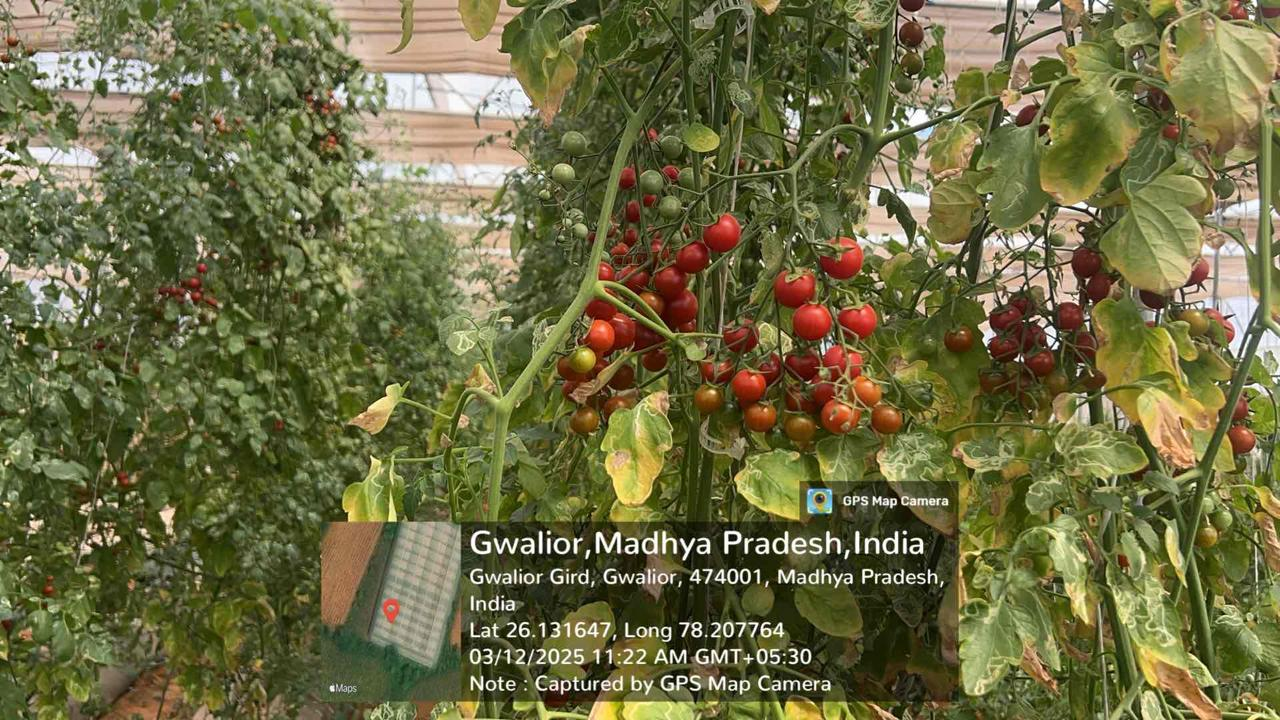 GPS Map Camera
Gwalior,Madhya Pradesh,India
Gwalior Gird, Gwalior, 474001, Madhya Pradesh,
India
Lat 26.131647, Long 78.207764
03/12/2025 11:22 AM GMT+05:30
Note : Captured by GPS Map Camera
Maps